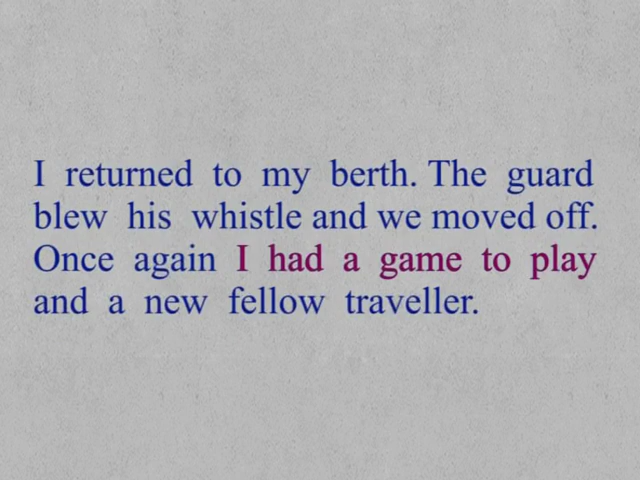 I returned to my berth. The guard
blew his whistle and we moved off.
Once again I had a game to play
and a new fellow traveller.